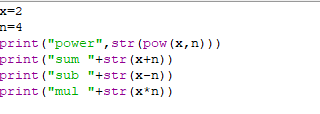 x=2
n=4
print("power",str(pow(x,n)))
print("sum "+str(x+n))
print("sub "+str(x-n))
print("mul "+str(x*n))